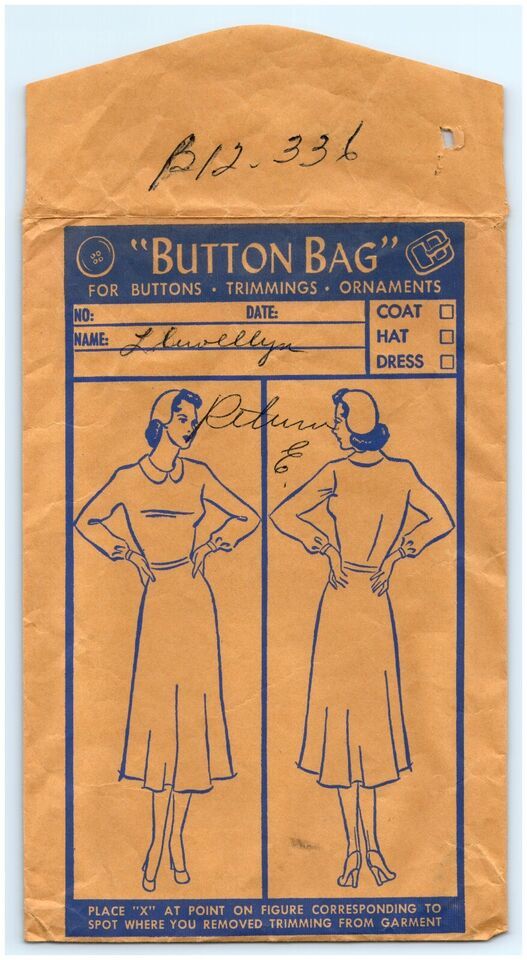 B12-336
"BUTTON BAG"
FOR BUTTONS • TRIMMINGS • ORNAMENTS
NO: DATE:
NAME: Llewellyn
COAT
HAT
DRESS
Return
E.
PLACE "X" AT POINT ON FIGURE CORRESPONDING TO
SPOT WHERE YOU REMOVED TRIMMING FROM GARMENT